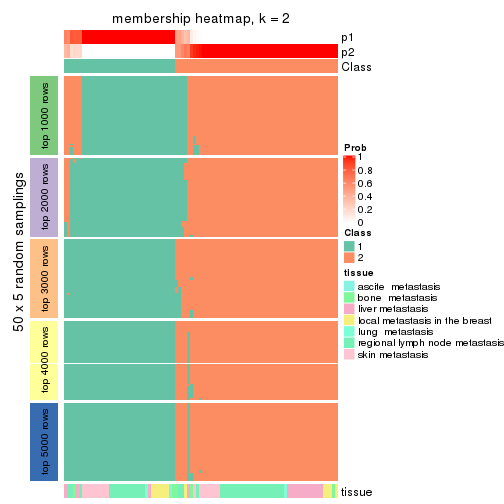 membership heatmap, k = 2
p1
p2
Class
50 x 5 random samplings
top 1000 rows
top 2000 rows
top 3000 rows
top 4000 rows
top 5000 rows
Prob
1
0.8
0.6
0.4
0.2
0
Class
1
2
tissue
ascite metastasis
bone metastasis
liver metastasis
local metastasis in the breast
lung metastasis
regional lymph node metastasis
skin metastasis
tissue